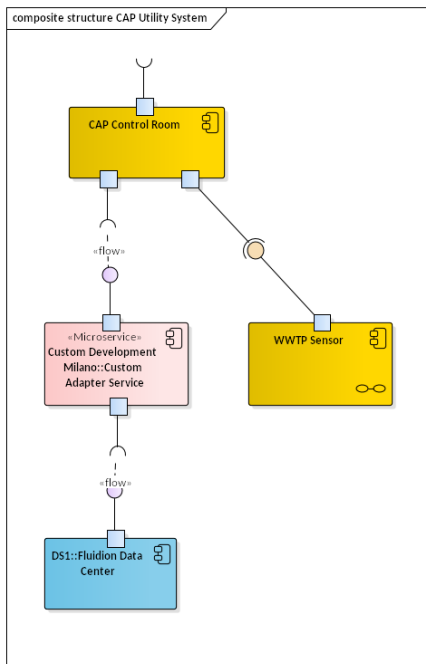 composite structure CAP Utility System
CAP Control Room
«flow»
«Microservice»
Custom Development
Milano::Custom
Adapter Service
WWTP Sensor
«flow»
DS1::Fluidion Data
Center